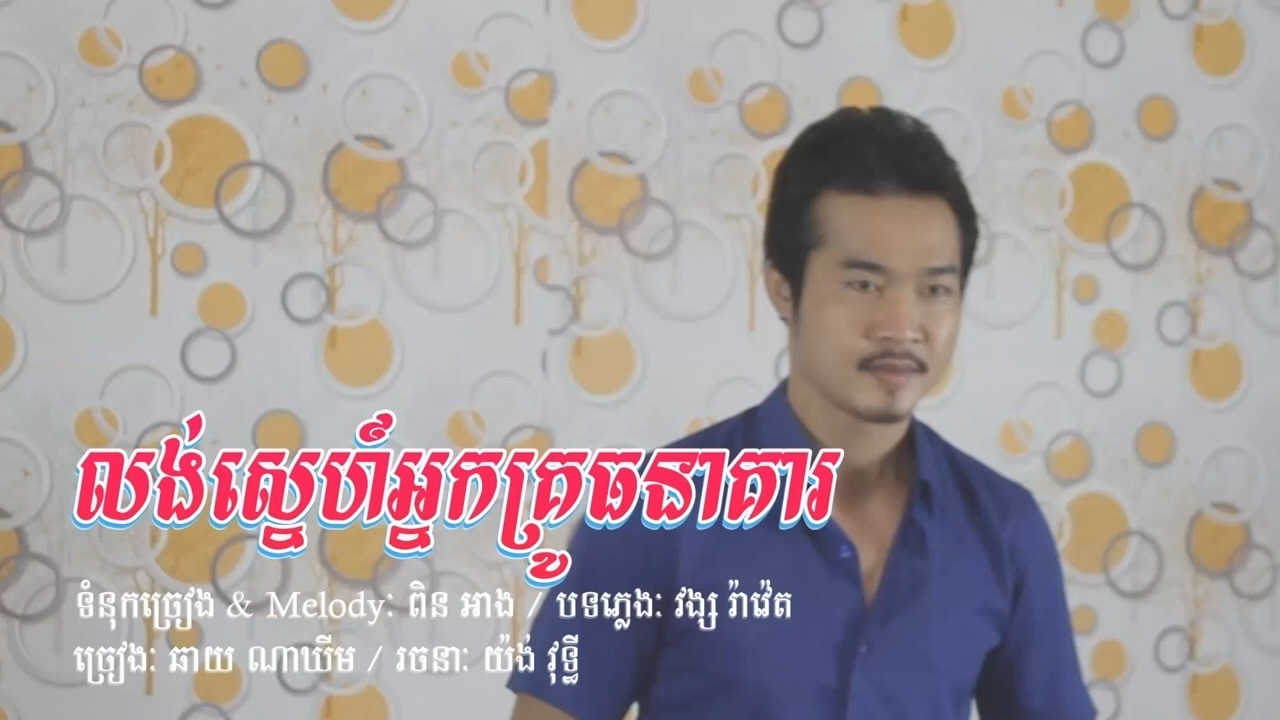 លង់ស្នេហ៍អ្នកគ្រូធនាគារ
ទំនុកច្រៀង & Melody: ពិន អាង / បទភ្លេង: វង្ស រ៉ាវ៉េត
ច្រៀង: ឆាយ ណាឃីម / រចនា: យ៉ង់ វុទ្ធី